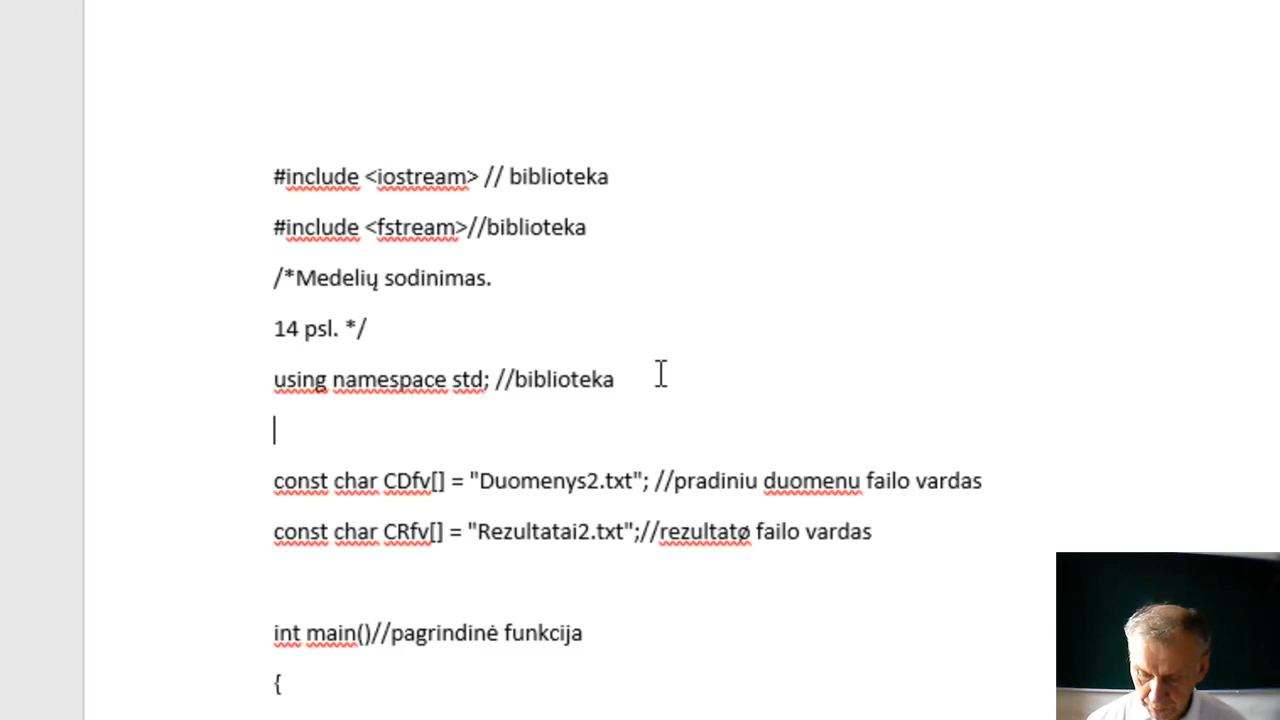 #include <iostream> // biblioteka
#include <fstream>//biblioteka
/*Medelių sodinimas.
14 psl. */
using namespace std; //biblioteka
const char CDfv[] = "Duomenys2.txt"; //pradiniu duomenu failo vardas
const char CRfv[] = "Rezultatai2.txt";//rezultatø failo vardas
int main()//pagrindinė funkcija
{